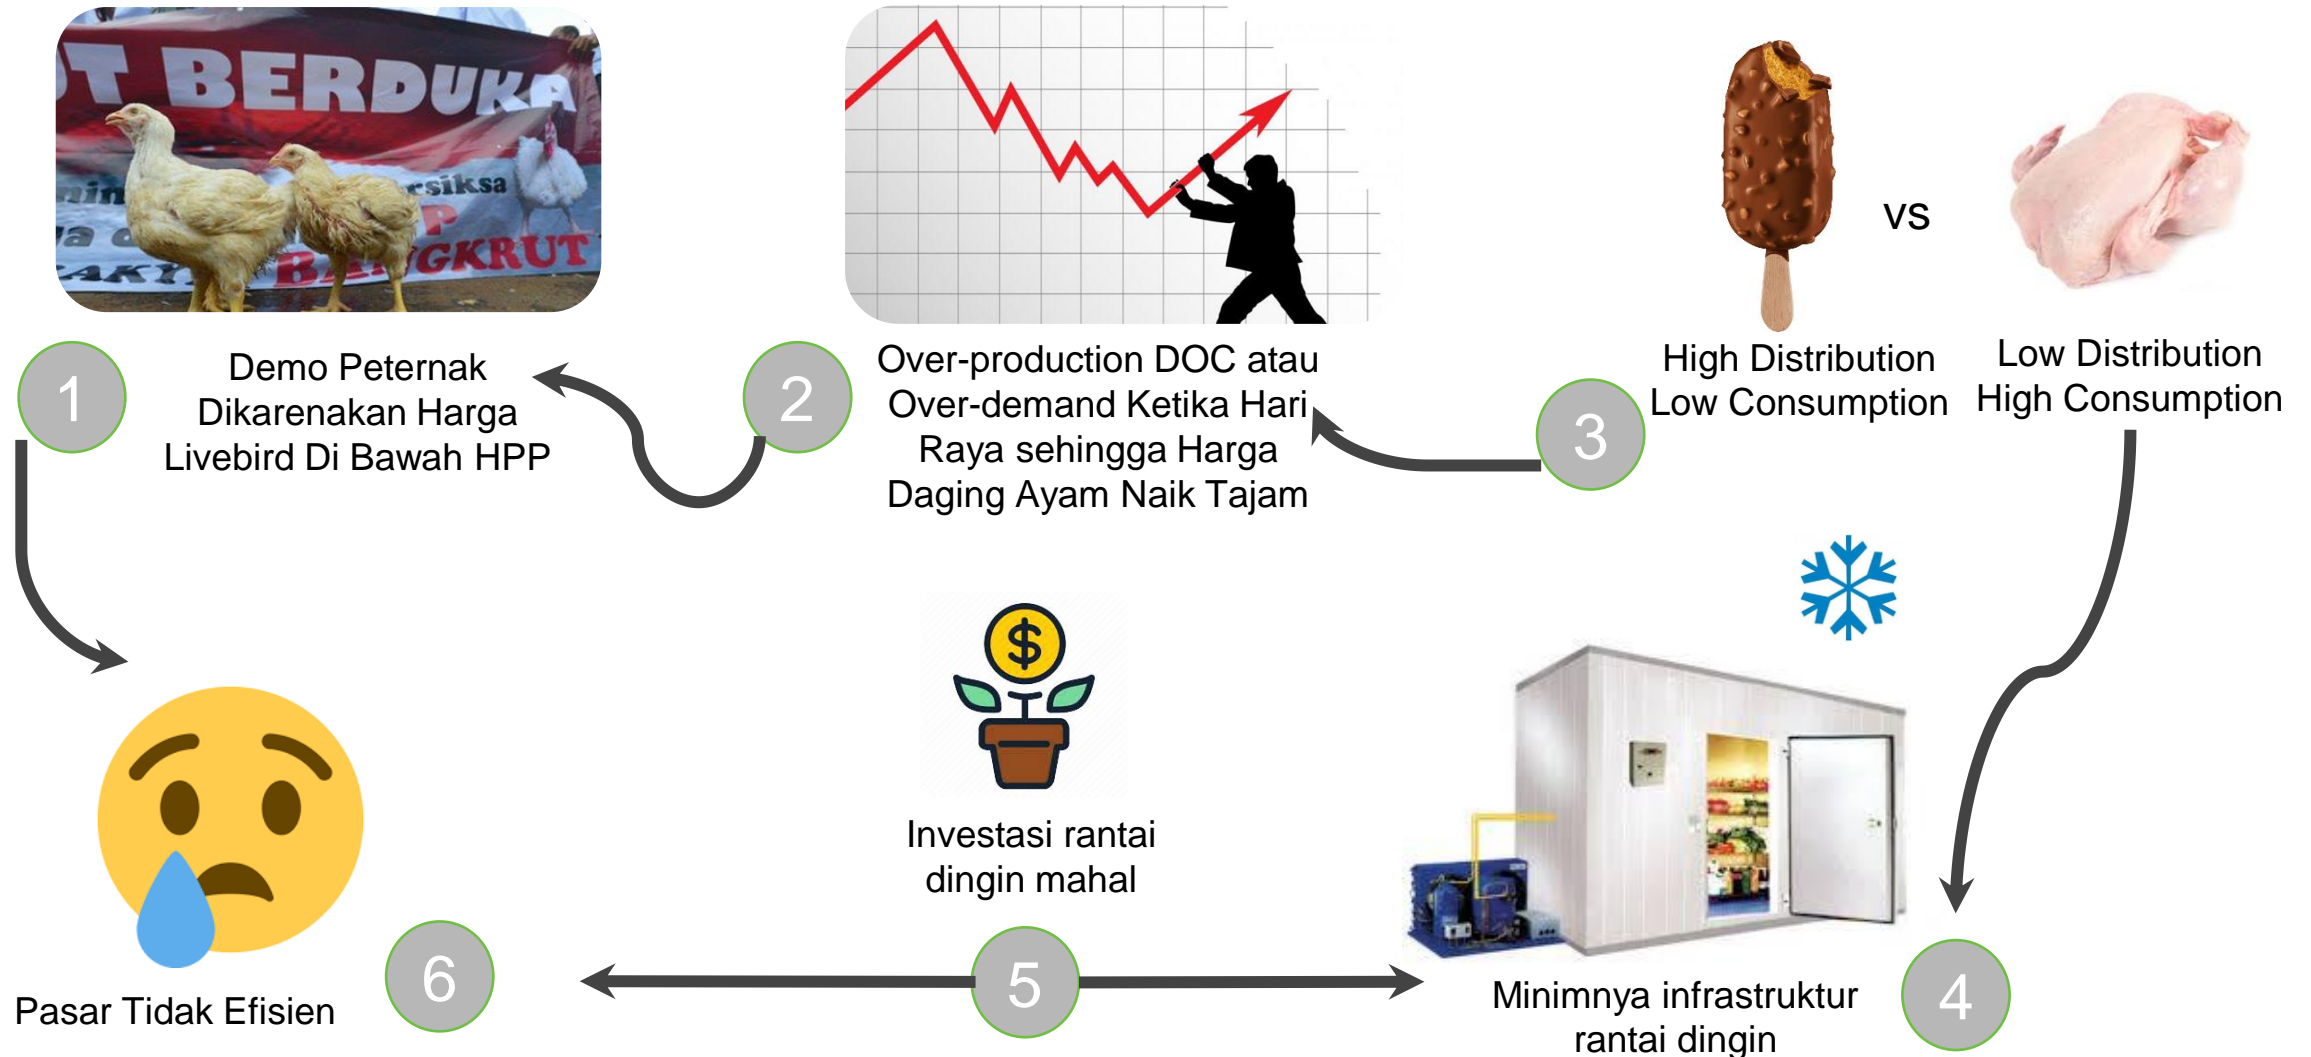 UT BERDUKA
rsiksa
BANGKRUT
vs
1
Demo Peternak
Dikarenakan Harga
Livebird Di Bawah HPP
2
Over-production DOC atau
Over-demand Ketika Hari
Raya sehingga Harga
Daging Ayam Naik Tajam
3
High Distribution
Low Consumption
Low Distribution
High Consumption
$
Investasi rantai
dingin mahal
Pasar Tidak Efisien
6
5
Minimnya infrastruktur
rantai dingin
4